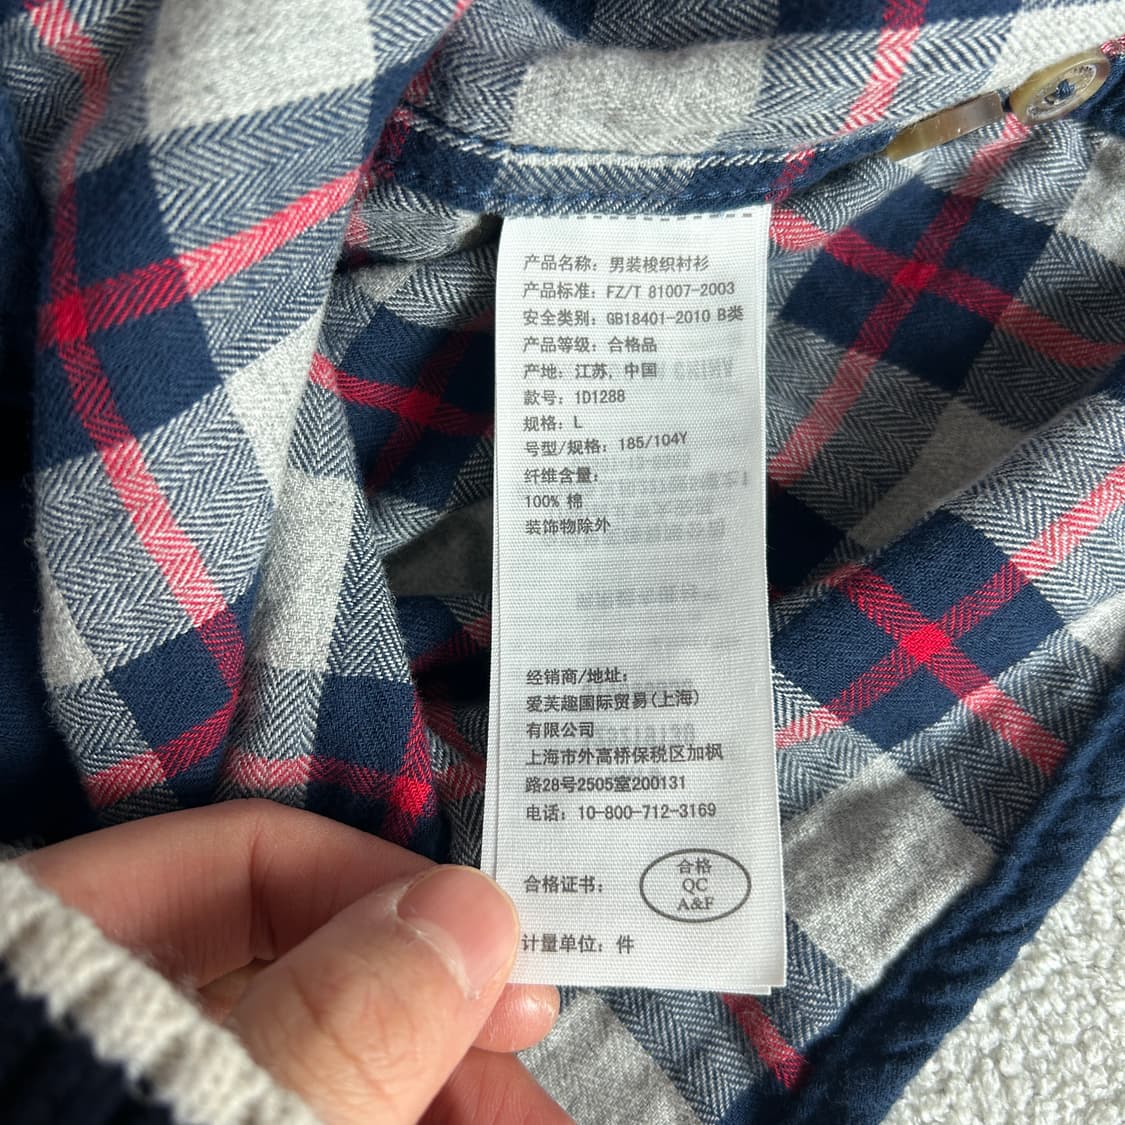 产品名称：男装梭织衬衫
产品标准：FZ/T 81007-2003
安全类别：GB18401-2010 B类
产品等级：合格品
产地：江苏，中国
款号：1D1288
规格：L
号型/规格：185/104Y
纤维含量：
100% 棉
装饰物除外
经销商/地址：
爱芙趣国际贸易(上海)
有限公司
上海市外高桥保税区加枫
路28号2505室200131
电话：10-800-712-3169
合格证书：
合格
QC
A&F
计量单位：件